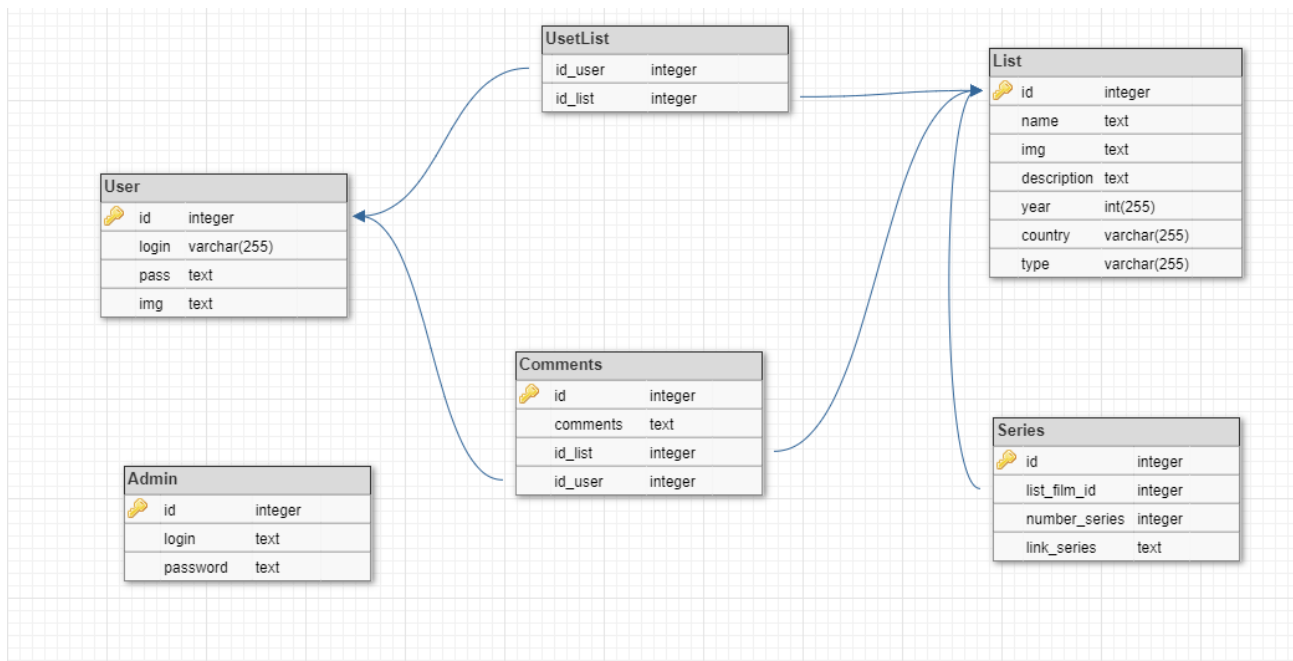 UsetList
id_user integer
id_list integer
List
id integer
name text
img text
description text
year int(255)
country varchar(255)
type varchar(255)
User
id integer
login varchar(255)
pass text
img text
Comments
id integer
comments text
id_list integer
id_user integer
Series
id integer
list_film_id integer
number_series integer
link_series text
Admin
id integer
login text
password text